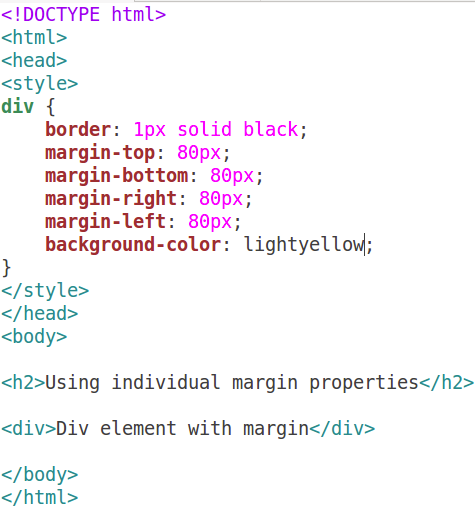 <!DOCTYPE html>
<html>
<head>
<style>
div {
    border: 1px solid black;
    margin-top: 80px;
    margin-bottom: 80px;
    margin-right: 80px;
    margin-left: 80px;
    background-color: lightyellow;
}
</style>
</head>
<body>
<h2>Using individual margin properties</h2>
<div>Div element with margin</div>
</body>
</html>